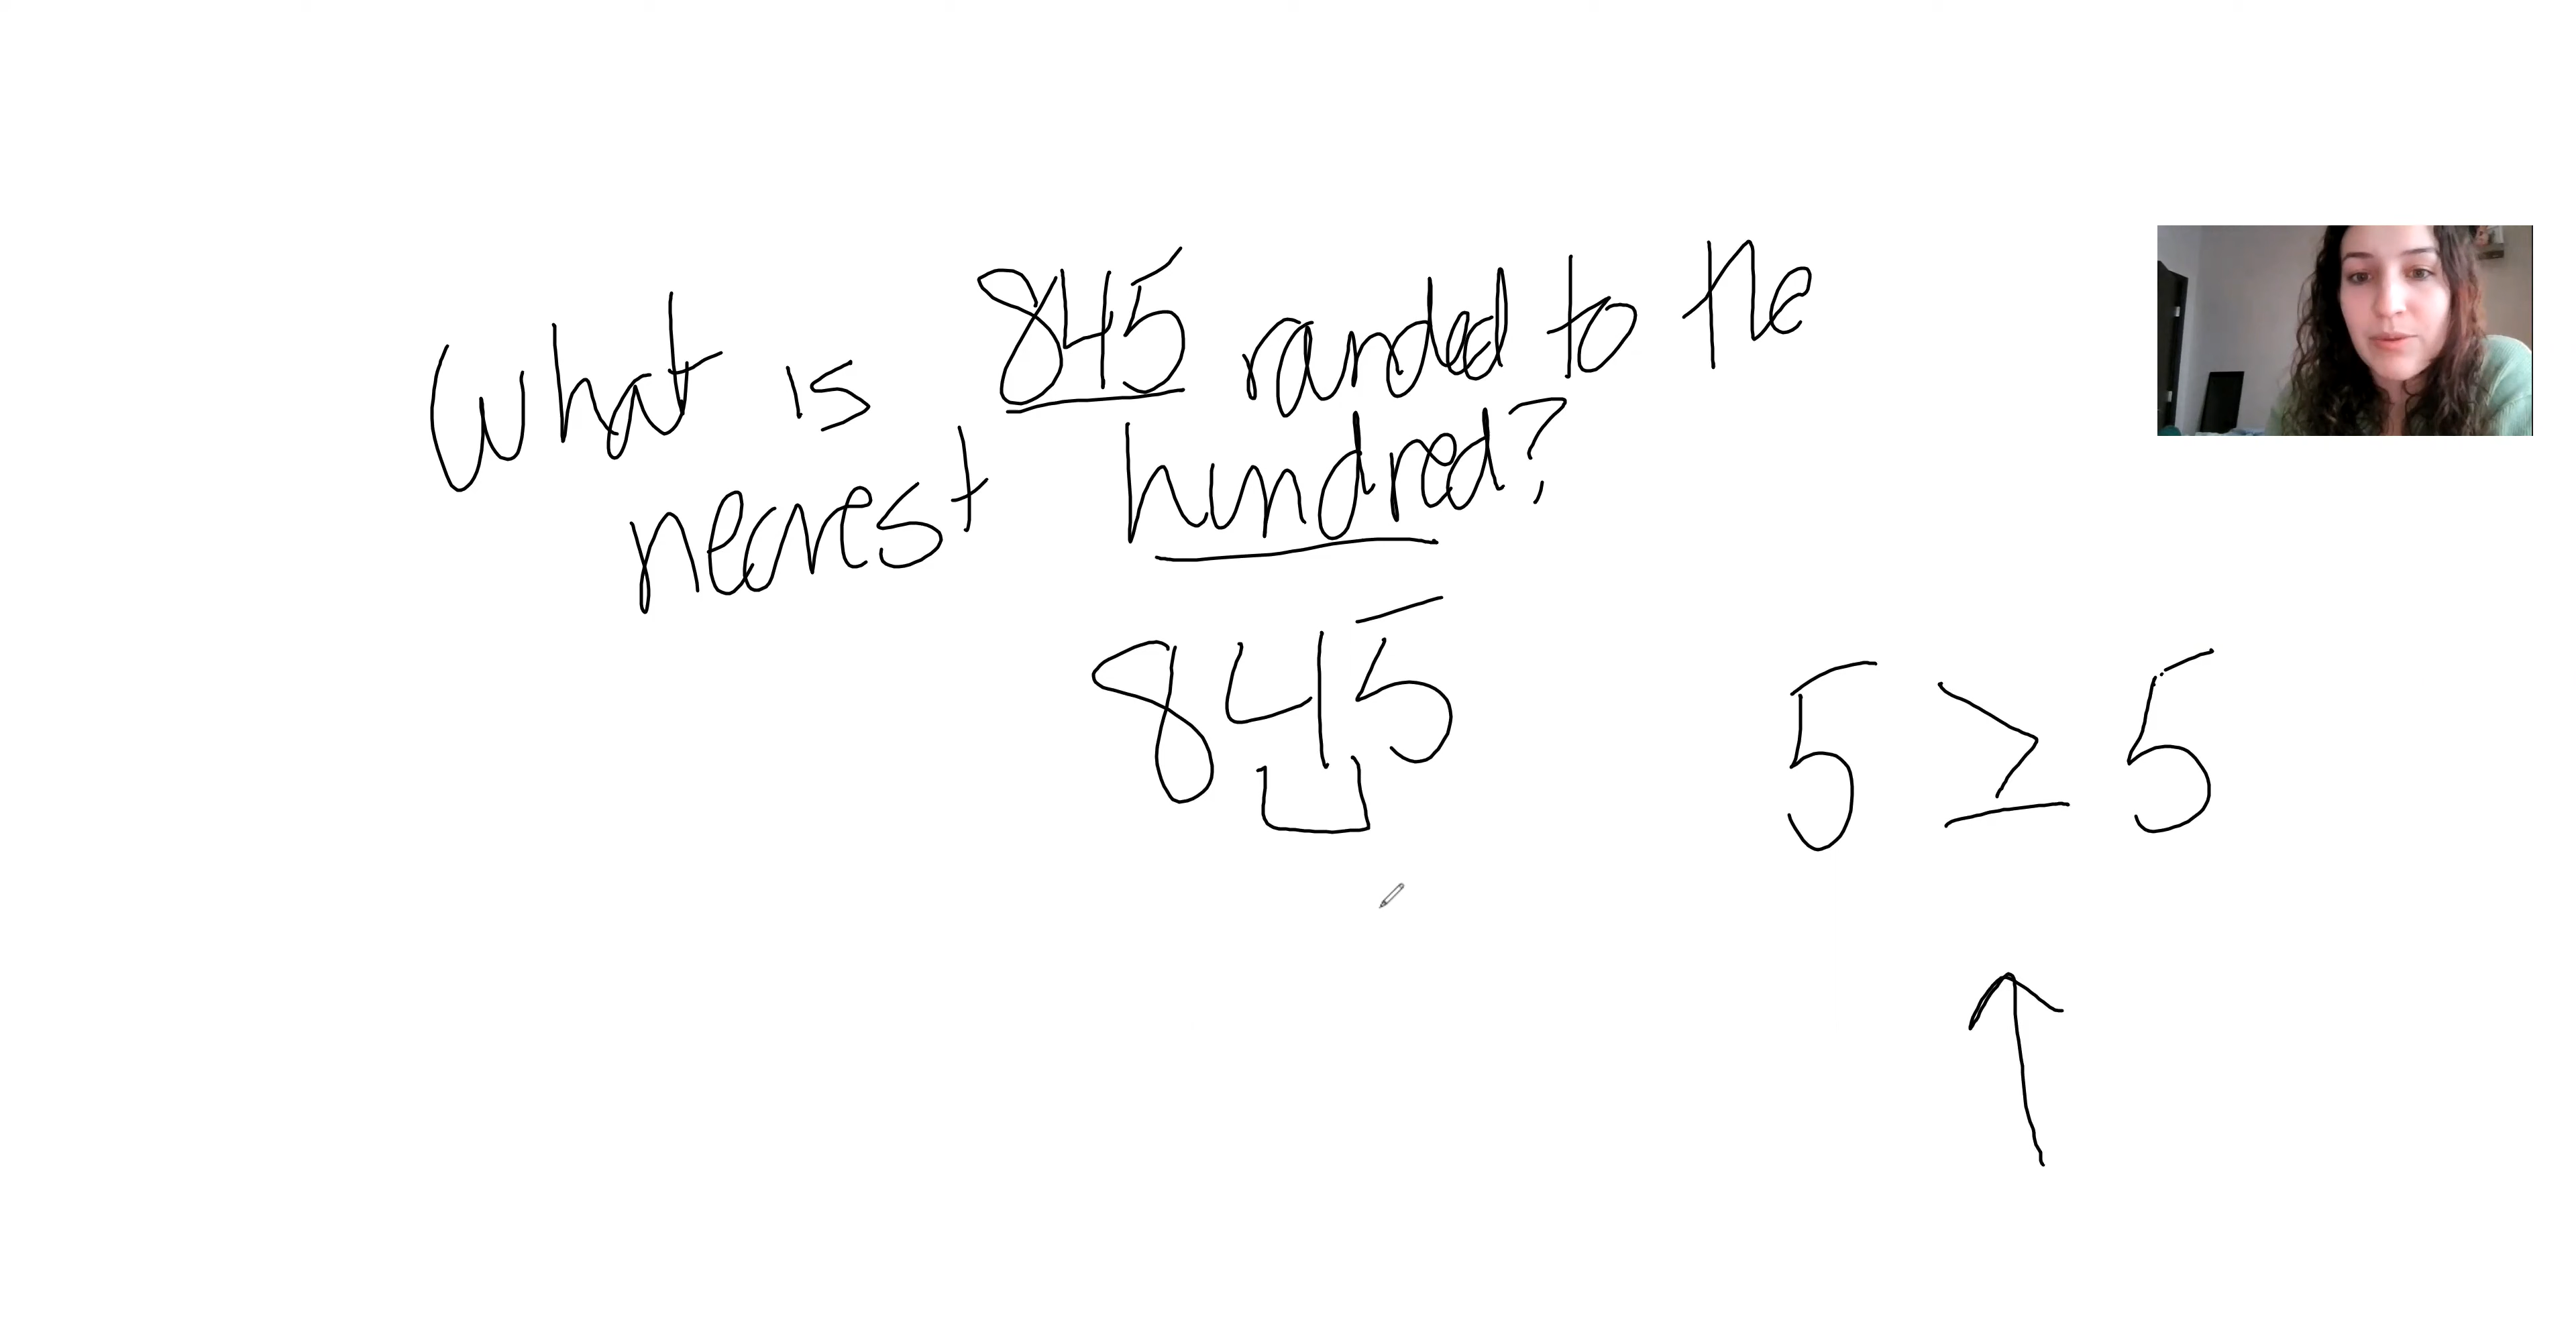 What is 845 rounded to the
nearest hundred?
845
5 ≥ 5